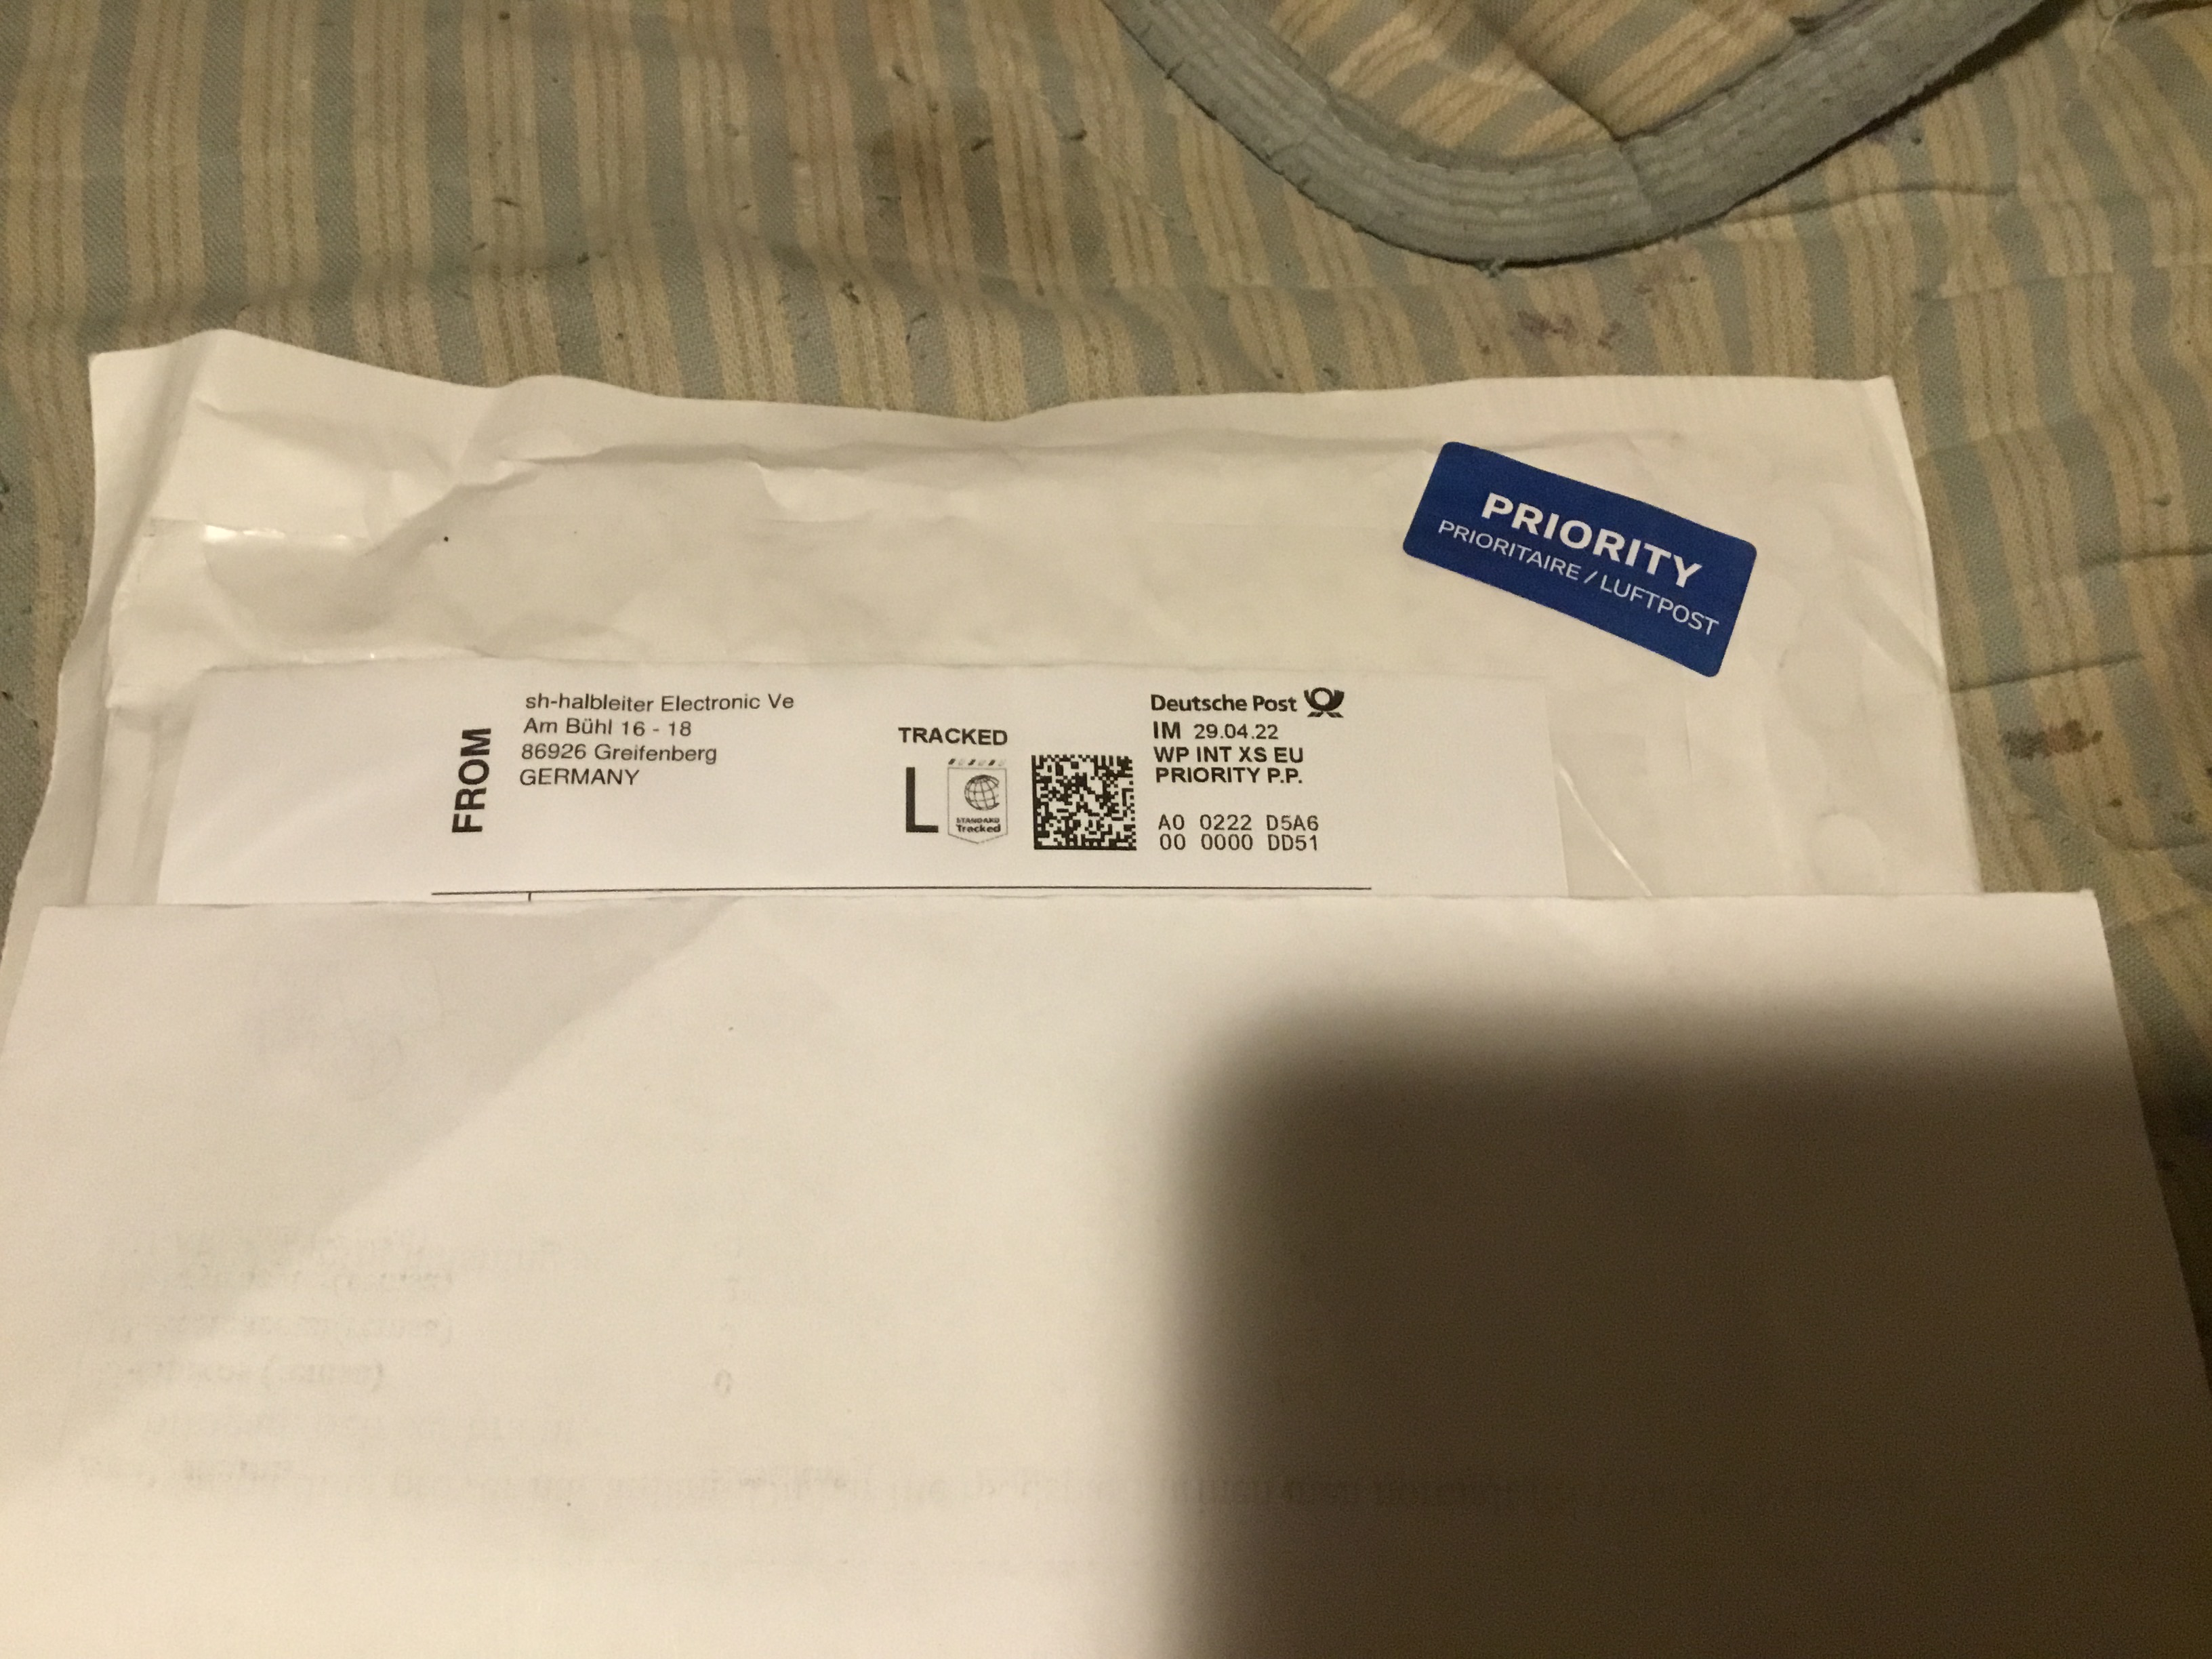 PRIORITY
PRIORITAIRE / LUFTPOST
FROM
sh-halbleiter Electronic Ve
Am Bühl 16 - 18
86926 Greifenberg
GERMANY
TRACKED
L
STANDARD
Tracked
Deutsche Post
IM 29.04.22
WP INT XS EU
PRIORITY P.P.
A0 0222 D5A6
00 0000 DD51